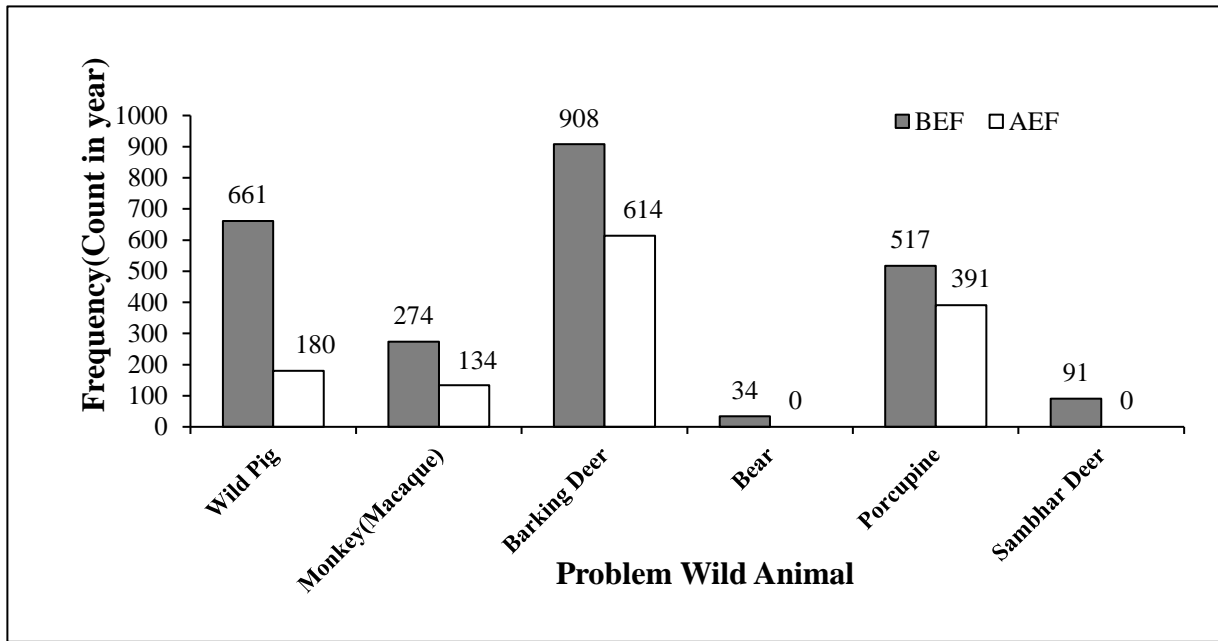 Frequency(Count in year)
1000
900
800
700
600
500
400
300
200
100
0
BEF
AEF
661
180
274
134
908
614
34
0
517
391
91
0
Wild Pig
Monkey(Macaque)
Barking Deer
Bear
Porcupine
Sambhar Deer
Problem Wild Animal